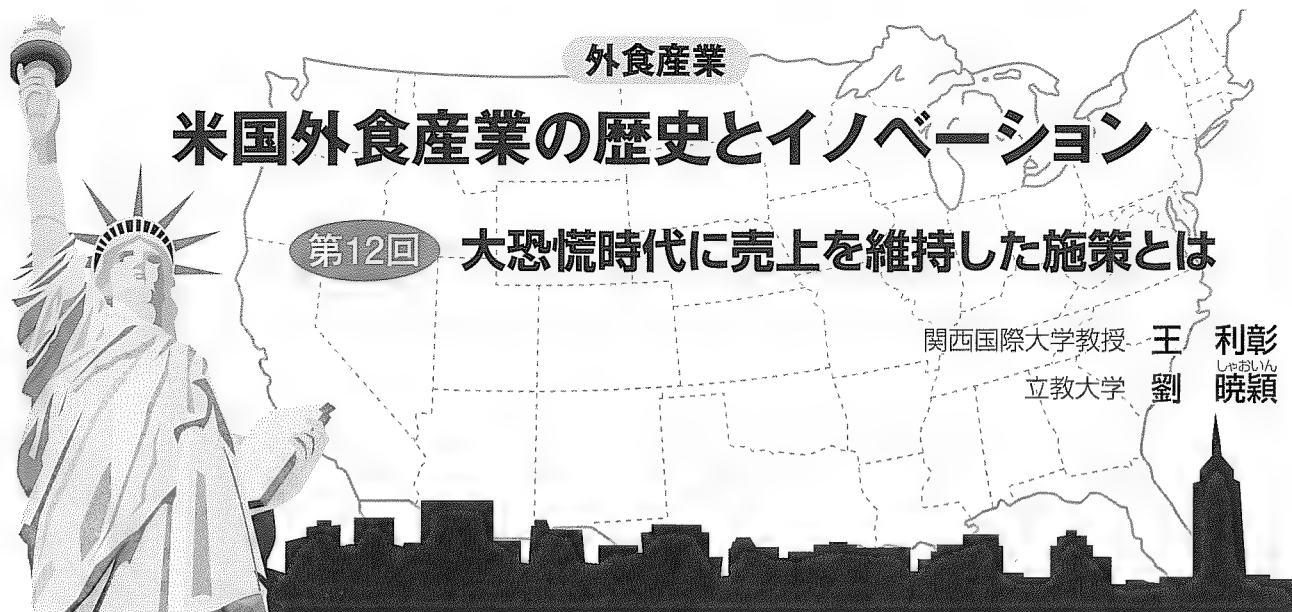 外食産業
米国外食産業の歴史とイノベーション
第12回 大恐慌時代に売上を維持した施策とは
関西国際大学教授 王 利彰
しゃおいん
立教大学 劉 暁穎